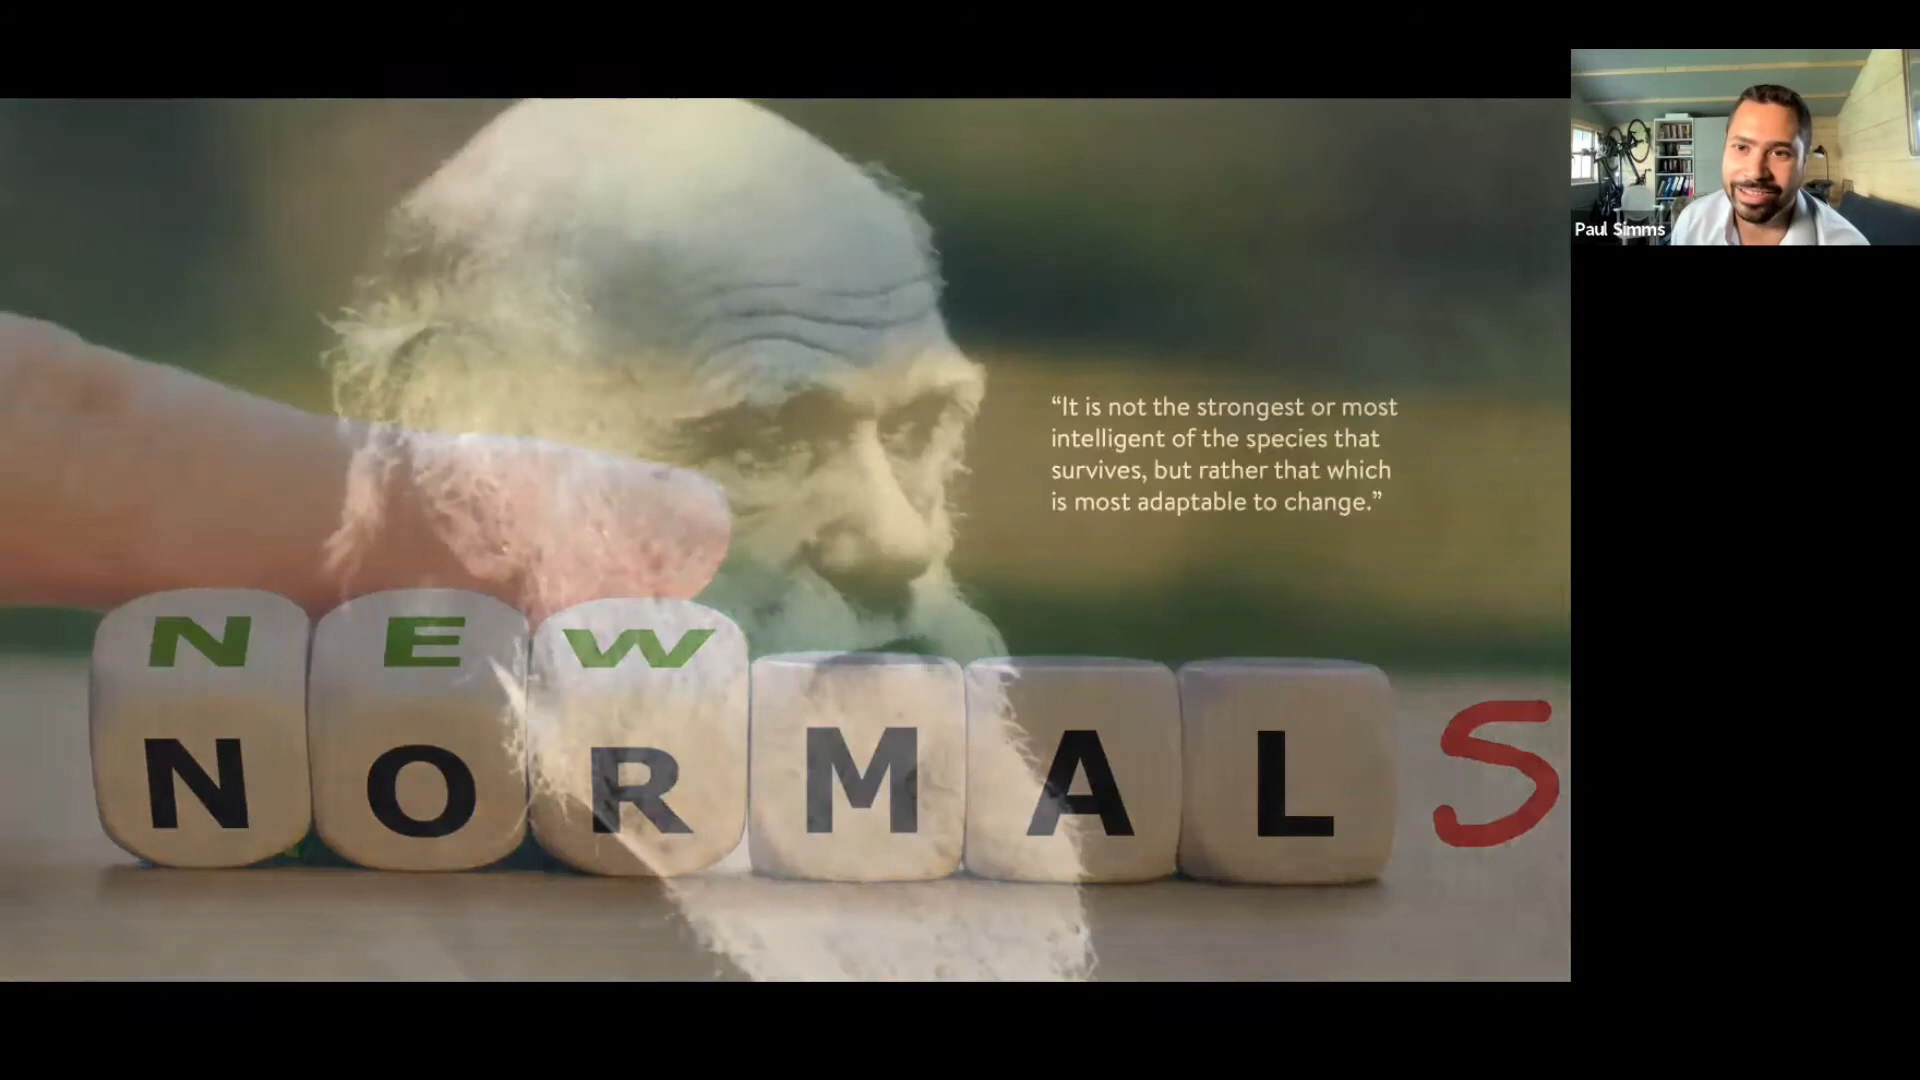 Paul Simms
“It is not the strongest or most
intelligent of the species that
survives, but rather that which
is most adaptable to change.”
NEW
NORMALS